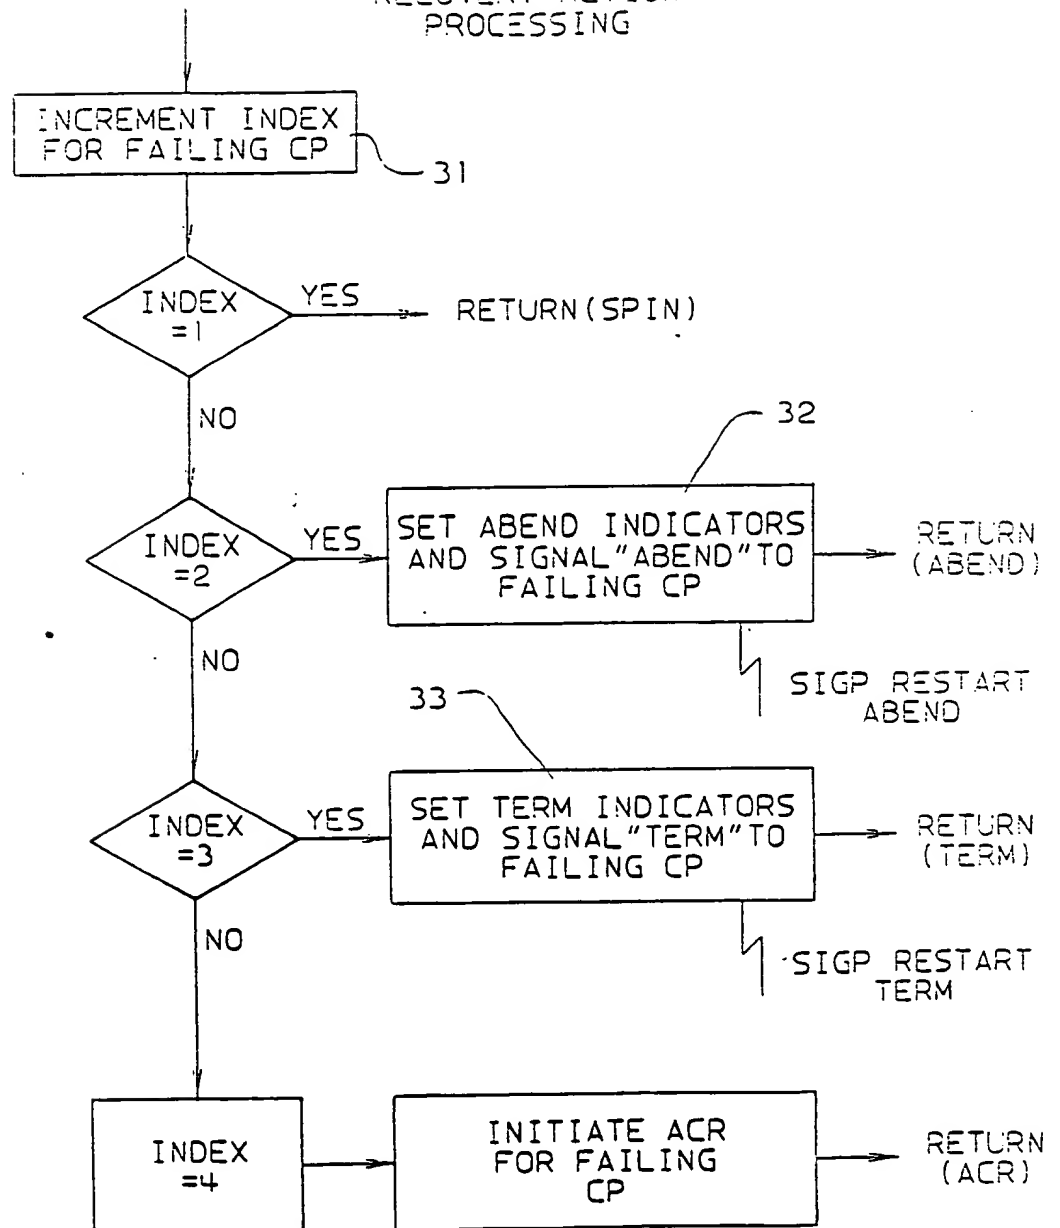 RECOVERY ACTION
PROCESSING
INCREMENT INDEX
FOR FAILING CP
31
INDEX
=1
YES
RETURN(SPIN)
NO
32
INDEX
=2
YES
SET ABEND INDICATORS
AND SIGNAL"ABEND"TO
FAILING CP
RETURN
(ABEND)
NO
SIGP RESTART
ABEND
33
INDEX
=3
YES
SET TERM INDICATORS
AND SIGNAL"TERM"TO
FAILING CP
RETURN
(TERM)
NO
SIGP RESTART
TERM
INDEX
=4
INITIATE ACR
FOR FAILING
CP
RETURN
(ACR)